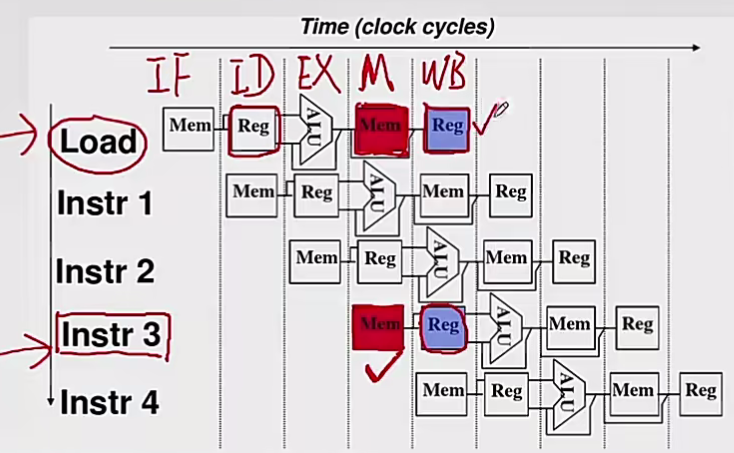 Time (clock cycles)
IF ID EX M WB
Load Mem Reg ALU Mem Reg
Instr 1 Mem Reg ALU Mem Reg
Instr 2 Mem Reg ALU Mem Reg
Instr 3 Mem Reg ALU Mem Reg
Instr 4 Mem Reg ALU Mem Reg